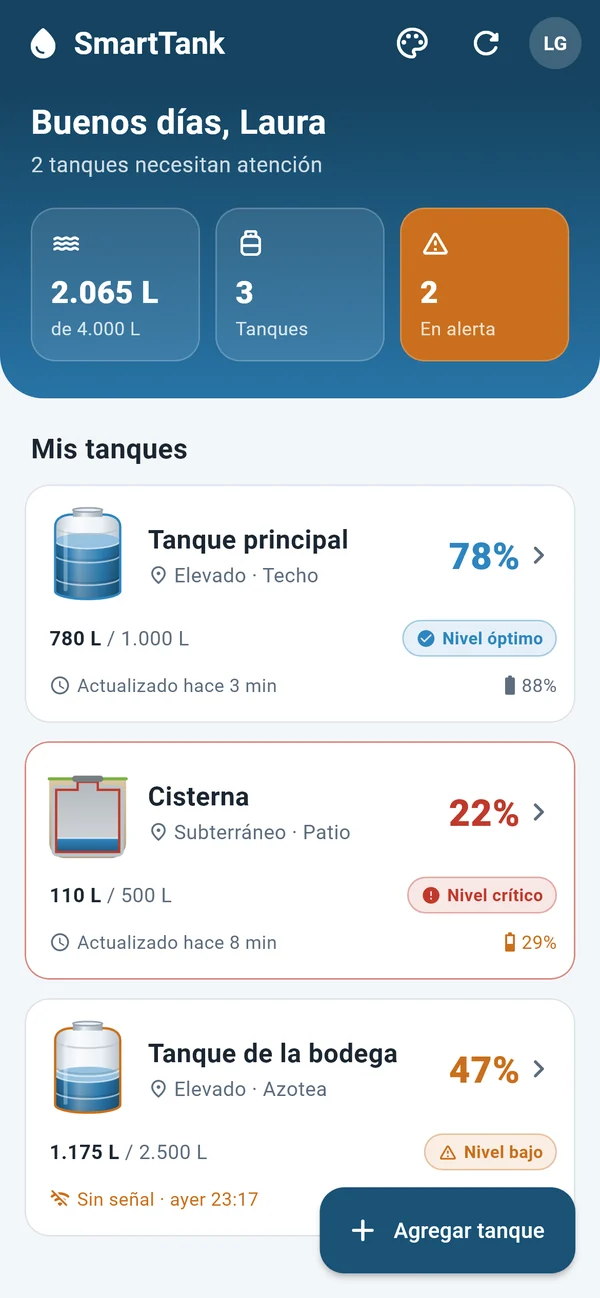 SmartTank
LG
Buenos días, Laura
2 tanques necesitan atención
2.065 L
de 4.000 L
3
Tanques
2
En alerta
Mis tanques
Tanque principal
Elevado · Techo
78%
780 L / 1.000 L
Nivel óptimo
Actualizado hace 3 min
88%
Cisterna
Subterráneo · Patio
22%
110 L / 500 L
Nivel crítico
Actualizado hace 8 min
29%
Tanque de la bodega
Elevado · Azotea
47%
1.175 L / 2.500 L
Nivel bajo
Sin señal · ayer 23:17
Agregar tanque